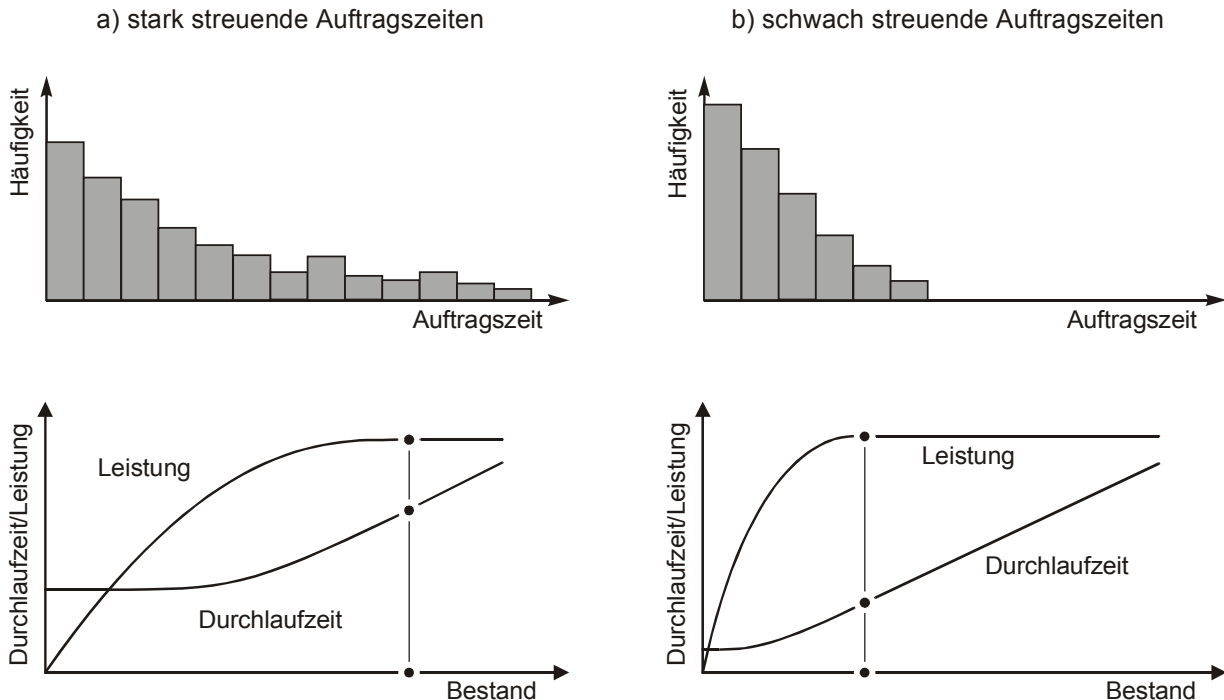 a) stark streuende Auftragszeiten
b) schwach streuende Auftragszeiten
Häufigkeit
Auftragszeit
Häufigkeit
Auftragszeit
Durchlaufzeit/Leistung
Leistung
Durchlaufzeit
Bestand
Durchlaufzeit/Leistung
Leistung
Durchlaufzeit
Bestand